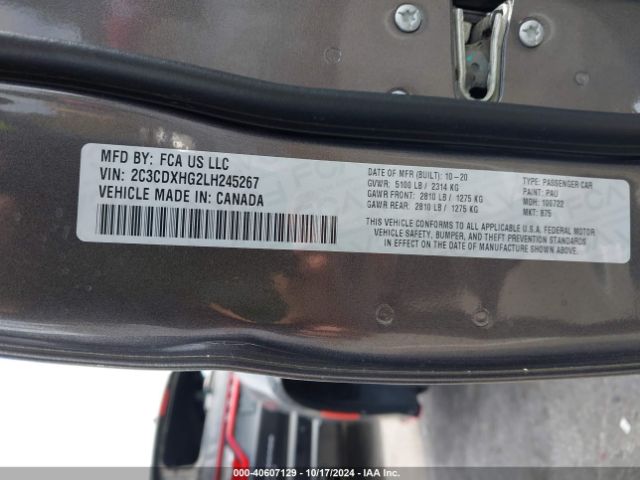 MFD BY: FCA US LLC
VIN: 2C3CDXHG2LH245267
VEHICLE MADE IN: CANADA
DATE OF MFR (BUILT): 10-20
GVWR: 5100 LB / 2314 KG
GAWR FRONT: 2810 LB / 1275 KG
GAWR REAR: 2810 LB / 1275 KG
TYPE: PASSENGER CAR
PAINT: PAU
MDH: 100722
MKT: 875
THIS VEHICLE CONFORMS TO ALL APPLICABLE U.S.A. FEDERAL MOTOR
VEHICLE SAFETY, BUMPER, AND THEFT PREVENTION STANDARDS
IN EFFECT ON THE DATE OF MANUFACTURE SHOWN ABOVE.
000-40607129 - 10/17/2024 - IAA Inc.